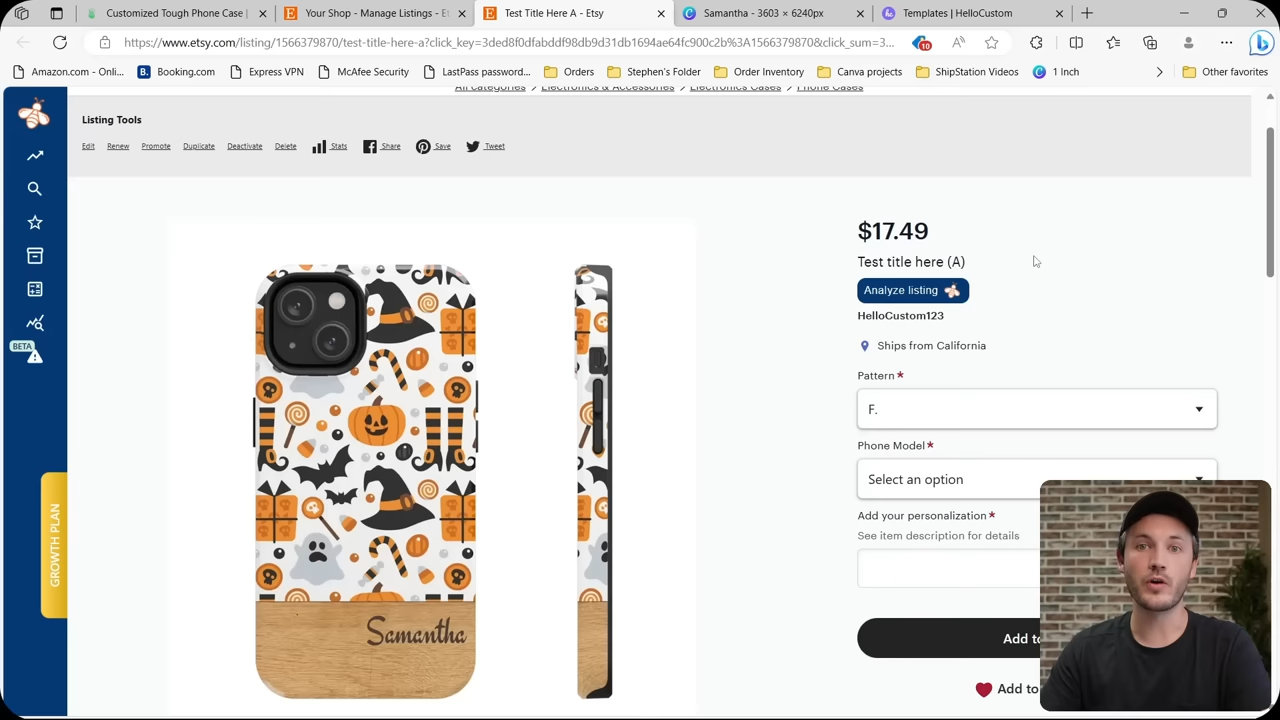 Customized Tough Phone Case |
Your Shop - Manage Listings - Et
Test Title Here A - Etsy
Samantha - 3603 × 6240px
Templates | HelloCustom
https://www.etsy.com/listing/1566379870/test-title-here-a?click_key=3ded8f0dfabddf98db9d31db1694ae64fc900c2b%3A1566379870&click_sum=3...
10
Amazon.com - Onli...
Booking.com
Express VPN
McAfee Security
LastPass password...
Orders
Stephen's Folder
Order Inventory
Canva projects
ShipStation Videos
1 Inch
Other favorites
All categories
Electronics & Accessories
Electronics Cases
Phone Cases
Listing Tools
Edit
Renew
Promote
Duplicate
Deactivate
Delete
Stats
Share
Save
Tweet
$17.49
Test title here (A)
Analyze listing
HelloCustom123
Ships from California
Pattern *
F.
Phone Model *
Select an option
Add your personalization *
See item description for details
Add to
Add to
BETA
GROWTH PLAN
Samantha